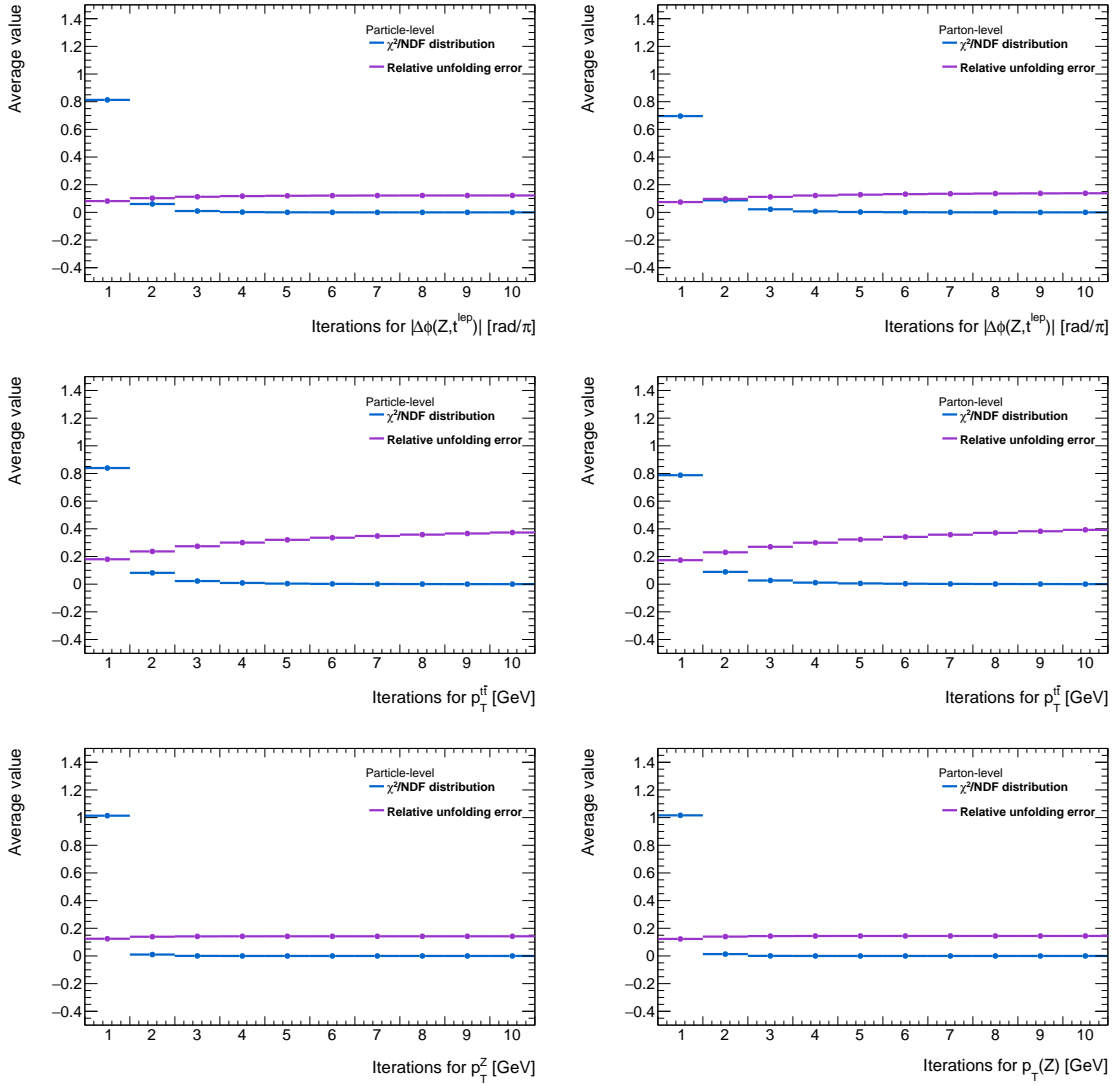 Average value
1.4
1.2
1
0.8
0.6
0.4
0.2
0
−0.2
−0.4
Particle-level
χ²/NDF distribution
Relative unfolding error
1 2 3 4 5 6 7 8 9 10
Iterations for |Δϕ(Z,t^lep)| [rad/π]
Average value
1.4
1.2
1
0.8
0.6
0.4
0.2
0
−0.2
−0.4
Parton-level
χ²/NDF distribution
Relative unfolding error
1 2 3 4 5 6 7 8 9 10
Iterations for |Δϕ(Z,t^lep)| [rad/π]
Average value
1.4
1.2
1
0.8
0.6
0.4
0.2
0
−0.2
−0.4
Particle-level
χ²/NDF distribution
Relative unfolding error
1 2 3 4 5 6 7 8 9 10
Iterations for p_T^tt̄ [GeV]
Average value
1.4
1.2
1
0.8
0.6
0.4
0.2
0
−0.2
−0.4
Parton-level
χ²/NDF distribution
Relative unfolding error
1 2 3 4 5 6 7 8 9 10
Iterations for p_T^tt̄ [GeV]
Average value
1.4
1.2
1
0.8
0.6
0.4
0.2
0
−0.2
−0.4
Particle-level
χ²/NDF distribution
Relative unfolding error
1 2 3 4 5 6 7 8 9 10
Iterations for p_T^Z [GeV]
Average value
1.4
1.2
1
0.8
0.6
0.4
0.2
0
−0.2
−0.4
Parton-level
χ²/NDF distribution
Relative unfolding error
1 2 3 4 5 6 7 8 9 10
Iterations for p_T(Z) [GeV]